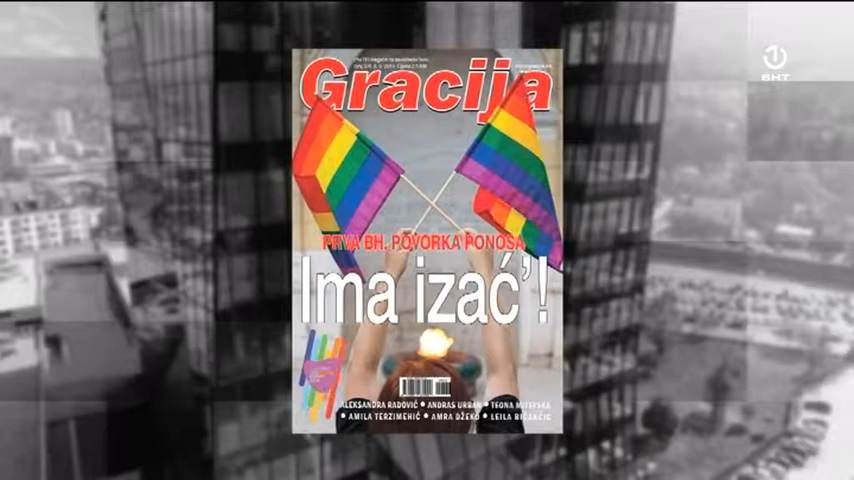 Gracija
PRVA BH. POVORKA PONOSA
Ima izać'!
ALEKSANDRA RADOVIĆ • ANDRAS URBAN • TEONA MITEVSKA
• AMILA TERZIMEHIĆ • AMRA DŽEKO • LEILA BIČAKČIĆ
BHT